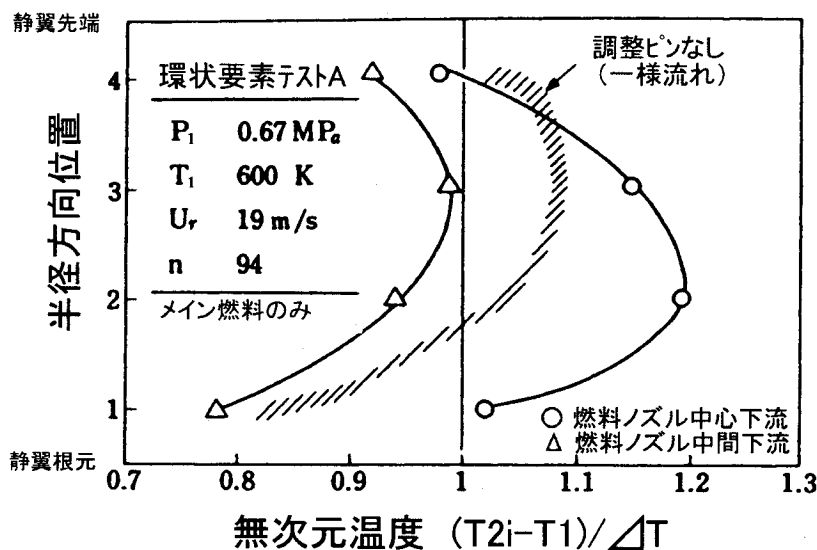 静翼先端
半径方向位置
4
3
2
1
静翼根元
環状要素テストA
P₁ 0.67 MPa
T₁ 600 K
Uᵣ 19 m/s
n 94
メイン燃料のみ
調整ピンなし
(一様流れ)
○ 燃料ノズル中心下流
△ 燃料ノズル中間下流
0.7 0.8 0.9 1 1.1 1.2 1.3
無次元温度 (T2i-T1)/⊿T